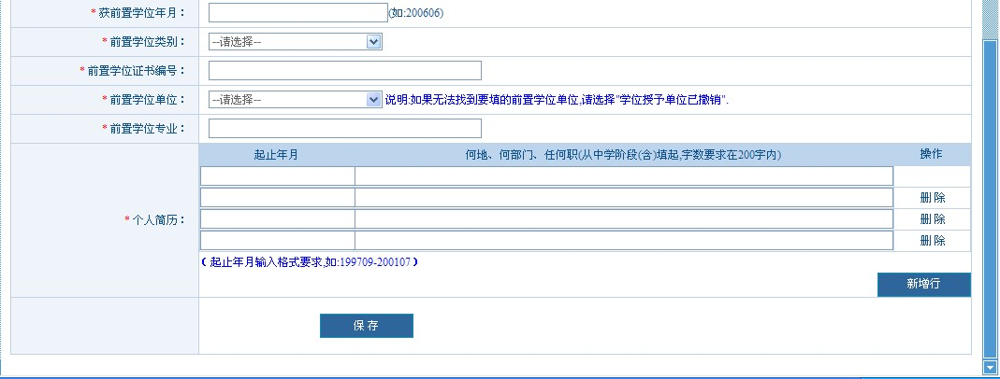 *获前置学位年月： (如:200606)
*前置学位类别： --请选择--
*前置学位证书编号：
*前置学位单位： --请选择-- 说明:如果无法找到要填的前置学位单位,请选择"学位授予单位已撤销".
*前置学位专业：
起止年月 何地、何部门、任何职(从中学阶段(含)填起,字数要求在200字内) 操作
删 除
*个人简历： 删 除
删 除
( 起止年月输入格式要求,如:199709-200107 )
新增行
保 存